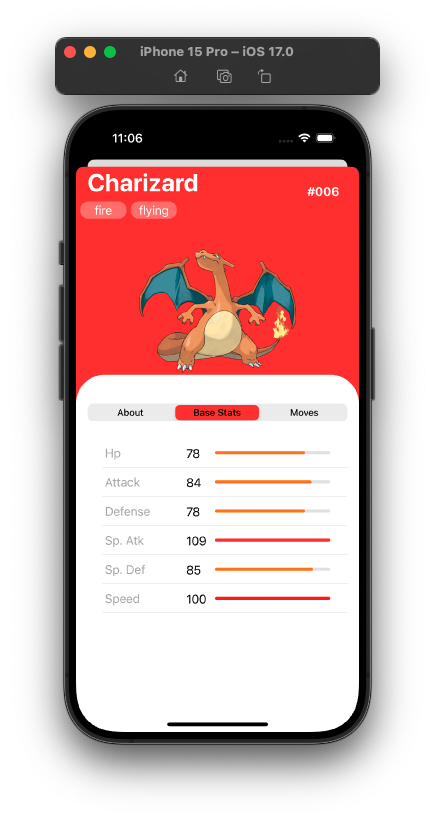 iPhone 15 Pro – iOS 17.0
11:06
Charizard
#006
fire flying
About Base Stats Moves
Hp 78
Attack 84
Defense 78
Sp. Atk 109
Sp. Def 85
Speed 100